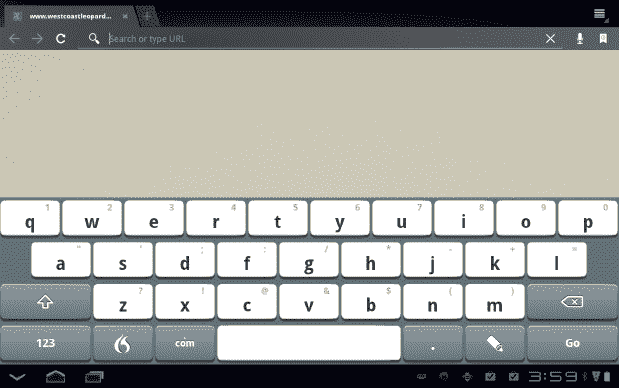 www.westcoastleopard...
Search or type URL
1 2 3 4 5 6 7 8 9 0
q w e r t y u i o p
" ' ; : / * - + =
a s d f g h j k l
? ! @ & $ ( )
z x c v b n m
123 com . Go
3:59